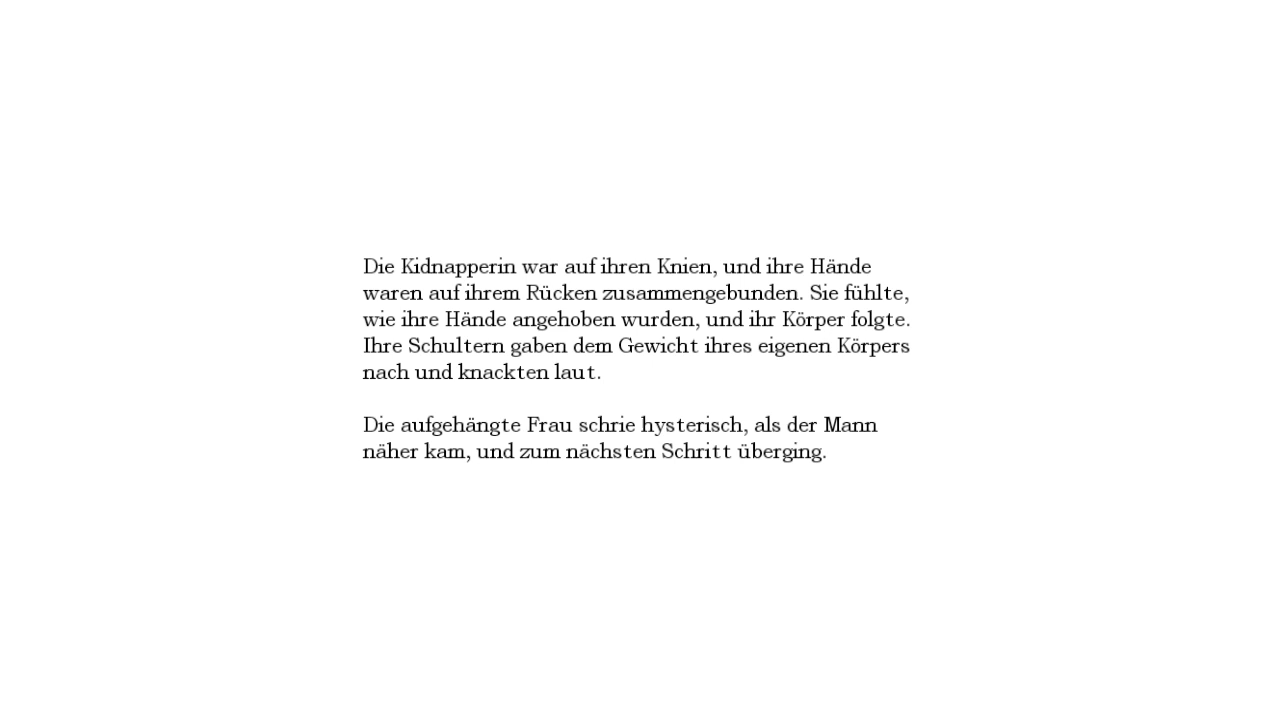 Die Kidnapperin war auf ihren Knien, und ihre Hände
waren auf ihrem Rücken zusammengebunden. Sie fühlte,
wie ihre Hände angehoben wurden, und ihr Körper folgte.
Ihre Schultern gaben dem Gewicht ihres eigenen Körpers
nach und knackten laut.

Die aufgehängte Frau schrie hysterisch, als der Mann
näher kam, und zum nächsten Schritt überging.